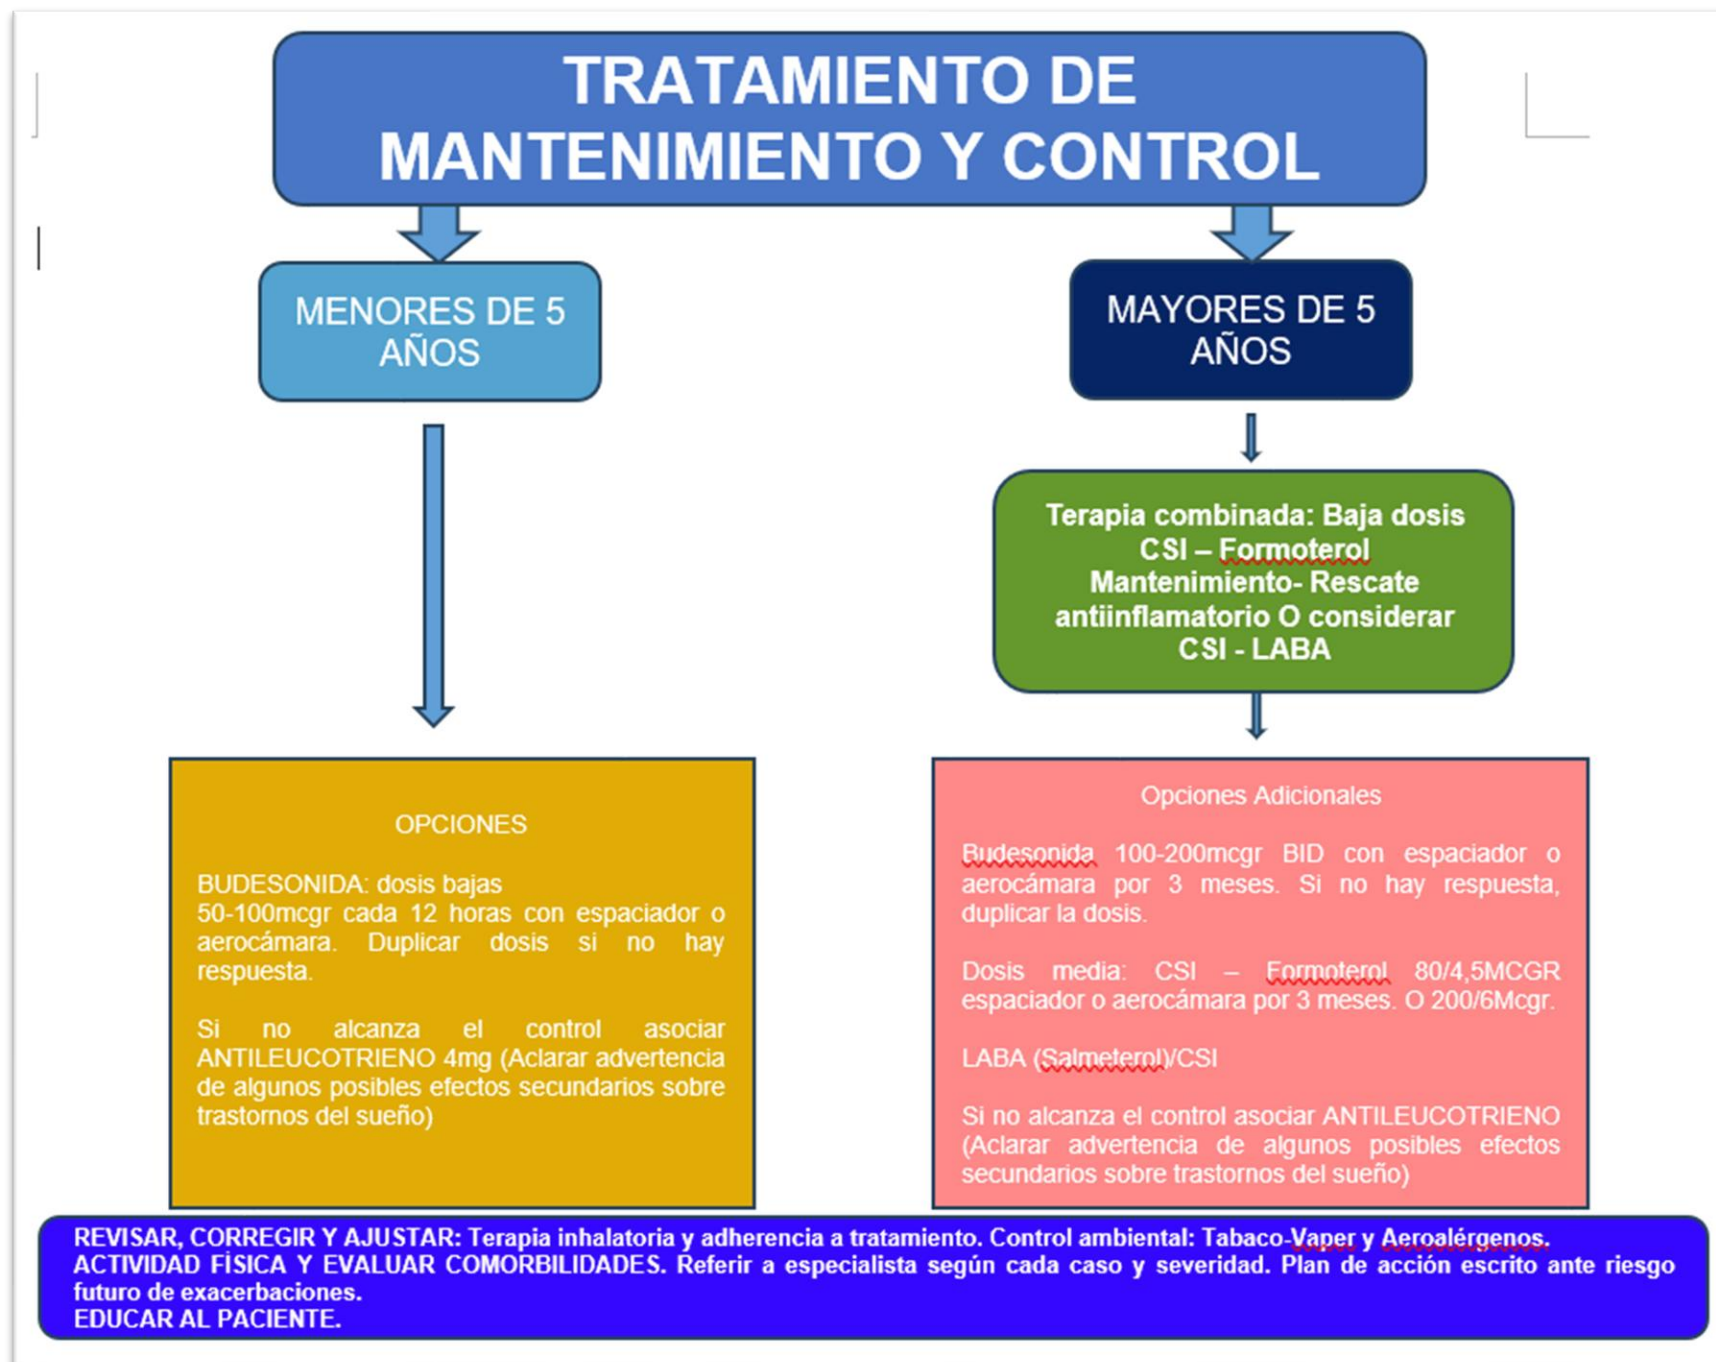 TRATAMIENTO DE
MANTENIMIENTO Y CONTROL
MENORES DE 5
AÑOS
MAYORES DE 5
AÑOS
Terapia combinada: Baja dosis
CSI – Formoterol
Mantenimiento- Rescate
antiinflamatorio O considerar
CSI - LABA
OPCIONES
BUDESONIDA: dosis bajas
50-100mcgr cada 12 horas con espaciador o
aerocámara. Duplicar dosis si no hay
respuesta.
Si no alcanza el control asociar
ANTILEUCOTRIENO 4mg (Aclarar advertencia
de algunos posibles efectos secundarios sobre
trastornos del sueño)
Opciones Adicionales
Budesonida 100-200mcgr BID con espaciador o
aerocámara por 3 meses. Si no hay respuesta,
duplicar la dosis.
Dosis media: CSI – Formoterol 80/4,5MCGR
espaciador o aerocámara por 3 meses. O 200/6Mcgr.
LABA (Salmeterol)/CSI
Si no alcanza el control asociar ANTILEUCOTRIENO
(Aclarar advertencia de algunos posibles efectos
secundarios sobre trastornos del sueño)
REVISAR, CORREGIR Y AJUSTAR: Terapia inhalatoria y adherencia a tratamiento. Control ambiental: Tabaco-Vaper y Aeroalérgenos.
ACTIVIDAD FÍSICA Y EVALUAR COMORBILIDADES. Referir a especialista según cada caso y severidad. Plan de acción escrito ante riesgo
futuro de exacerbaciones.
EDUCAR AL PACIENTE.